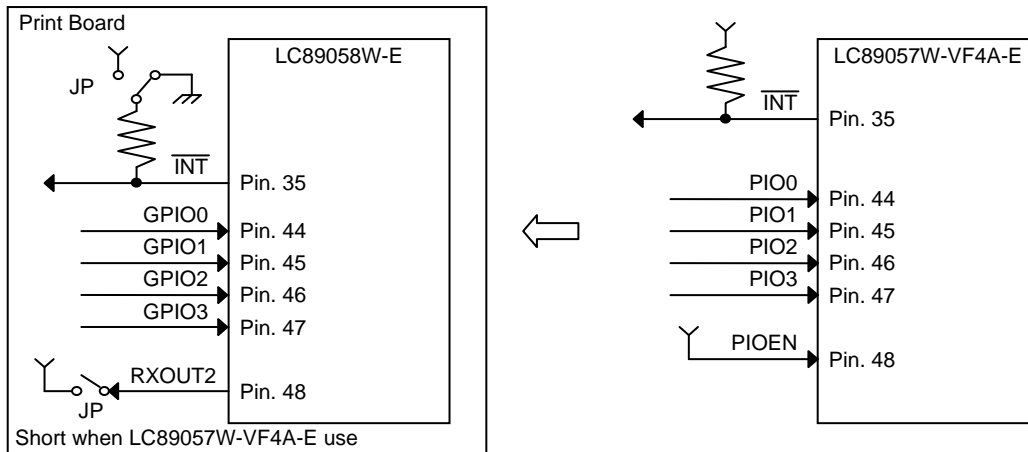 Print Board
LC89058W-E
JP
INT
Pin. 35
GPIO0
Pin. 44
GPIO1
Pin. 45
GPIO2
Pin. 46
GPIO3
Pin. 47
RXOUT2
Pin. 48
JP
Short when LC89057W-VF4A-E use
LC89057W-VF4A-E
INT
Pin. 35
PIO0
Pin. 44
PIO1
Pin. 45
PIO2
Pin. 46
PIO3
Pin. 47
PIOEN
Pin. 48